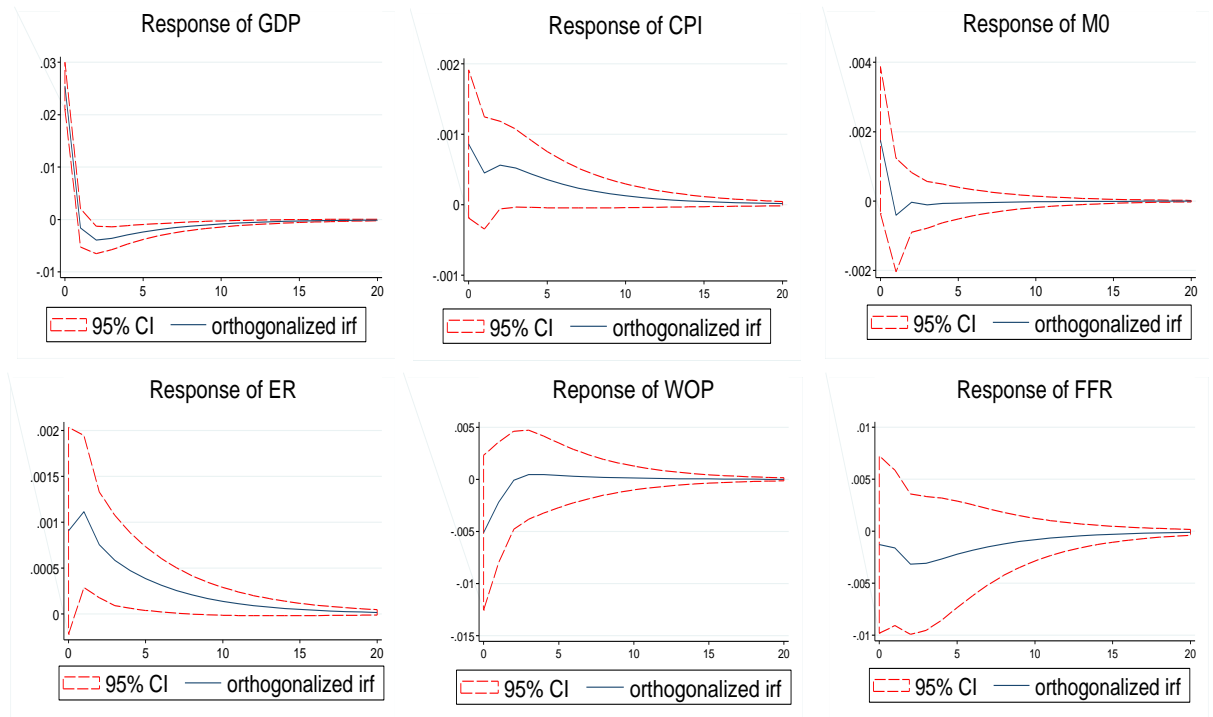 Response of GDP
.03
.02
.01
0
-.01
0 5 10 15 20
95% CI orthogonalized irf
Response of CPI
.002
.001
0
-.001
0 5 10 15 20
95% CI orthogonalized irf
Response of M0
.004
.002
0
-.002
0 5 10 15 20
95% CI orthogonalized irf
Response of ER
.002
.0015
.001
.0005
0
0 5 10 15 20
95% CI orthogonalized irf
Reponse of WOP
.005
0
-.005
-.01
-.015
0 5 10 15 20
95% CI orthogonalized irf
Response of FFR
.01
.005
0
-.005
-.01
0 5 10 15 20
95% CI orthogonalized irf